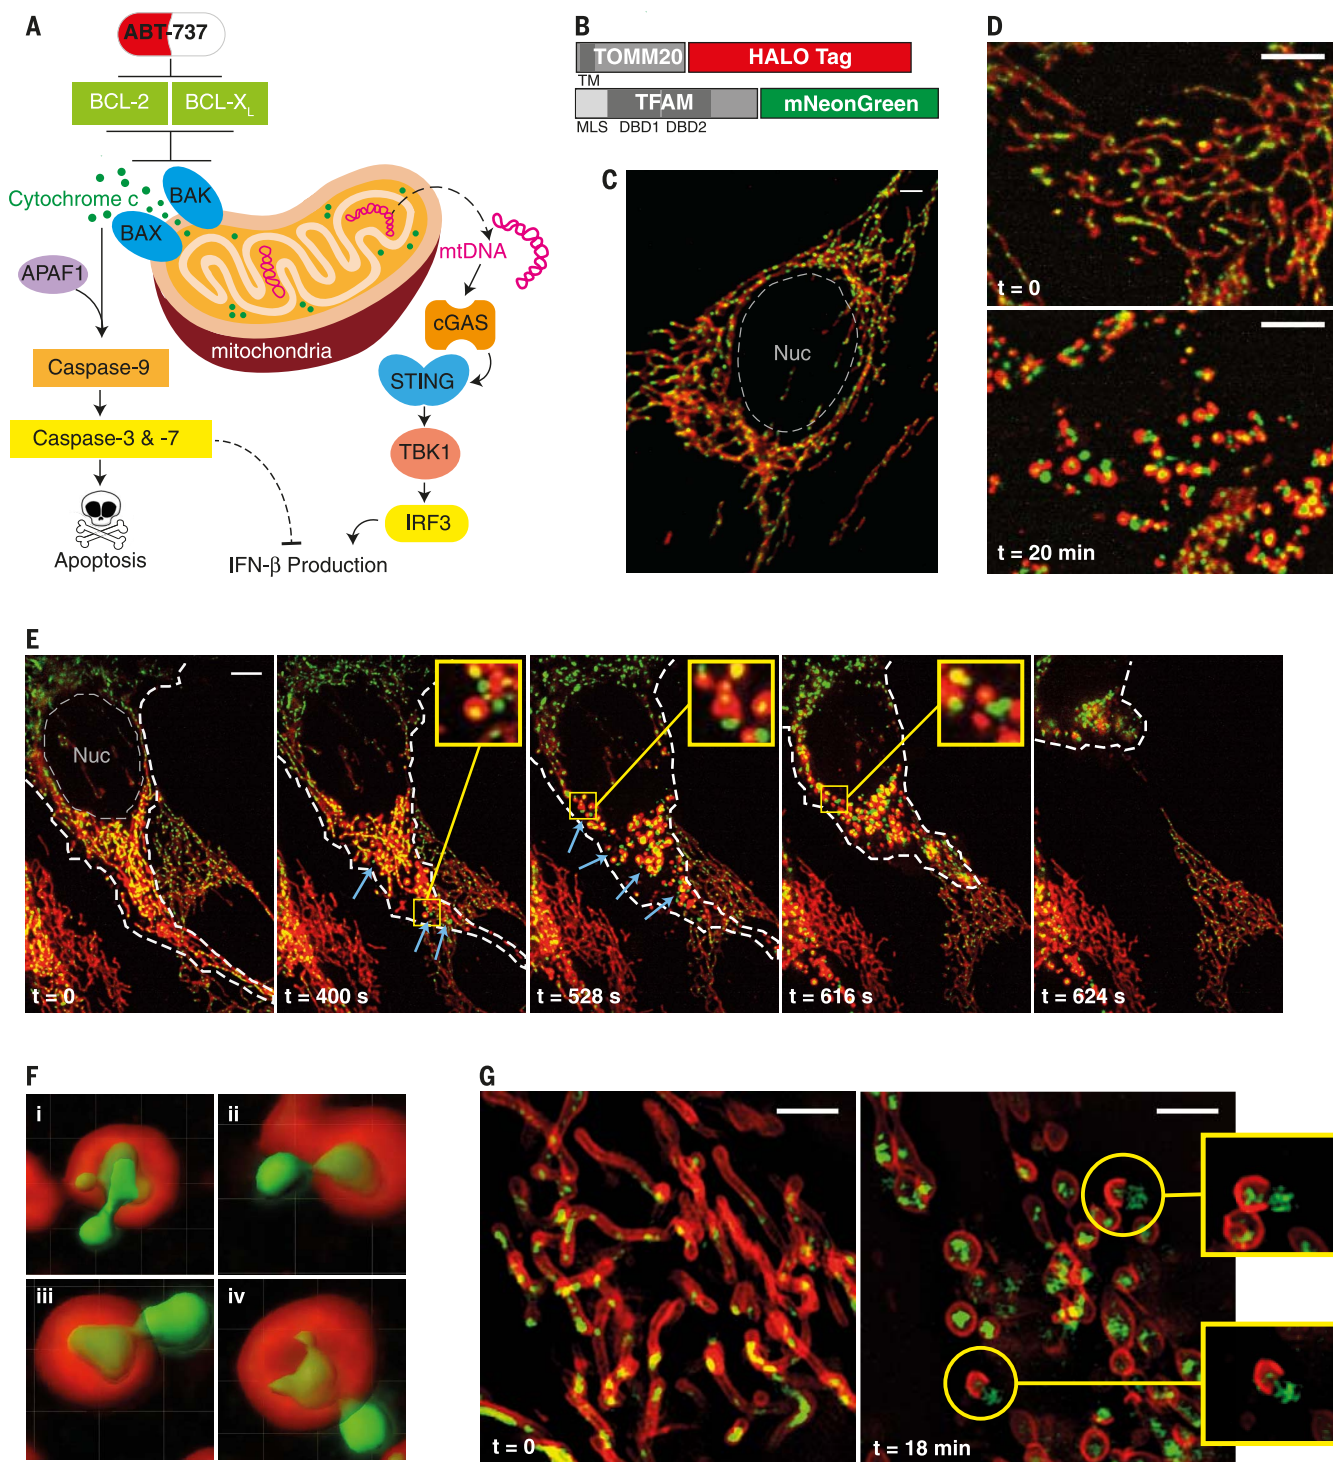 A
ABT-737
BCL-2
BCL-XL
Cytochrome c
BAK
BAX
APAF1
mtDNA
cGAS
mitochondria
STING
Caspase-9
Caspase-3 & -7
TBK1
IRF3
Apoptosis
IFN-β Production
B
TOMM20
HALO Tag
TM
TFAM
mNeonGreen
MLS
DBD1
DBD2
C
Nuc
D
t = 0
t = 20 min
E
Nuc
t = 0
t = 400 s
t = 528 s
t = 616 s
t = 624 s
F
i
ii
iii
iv
G
t = 0
t = 18 min